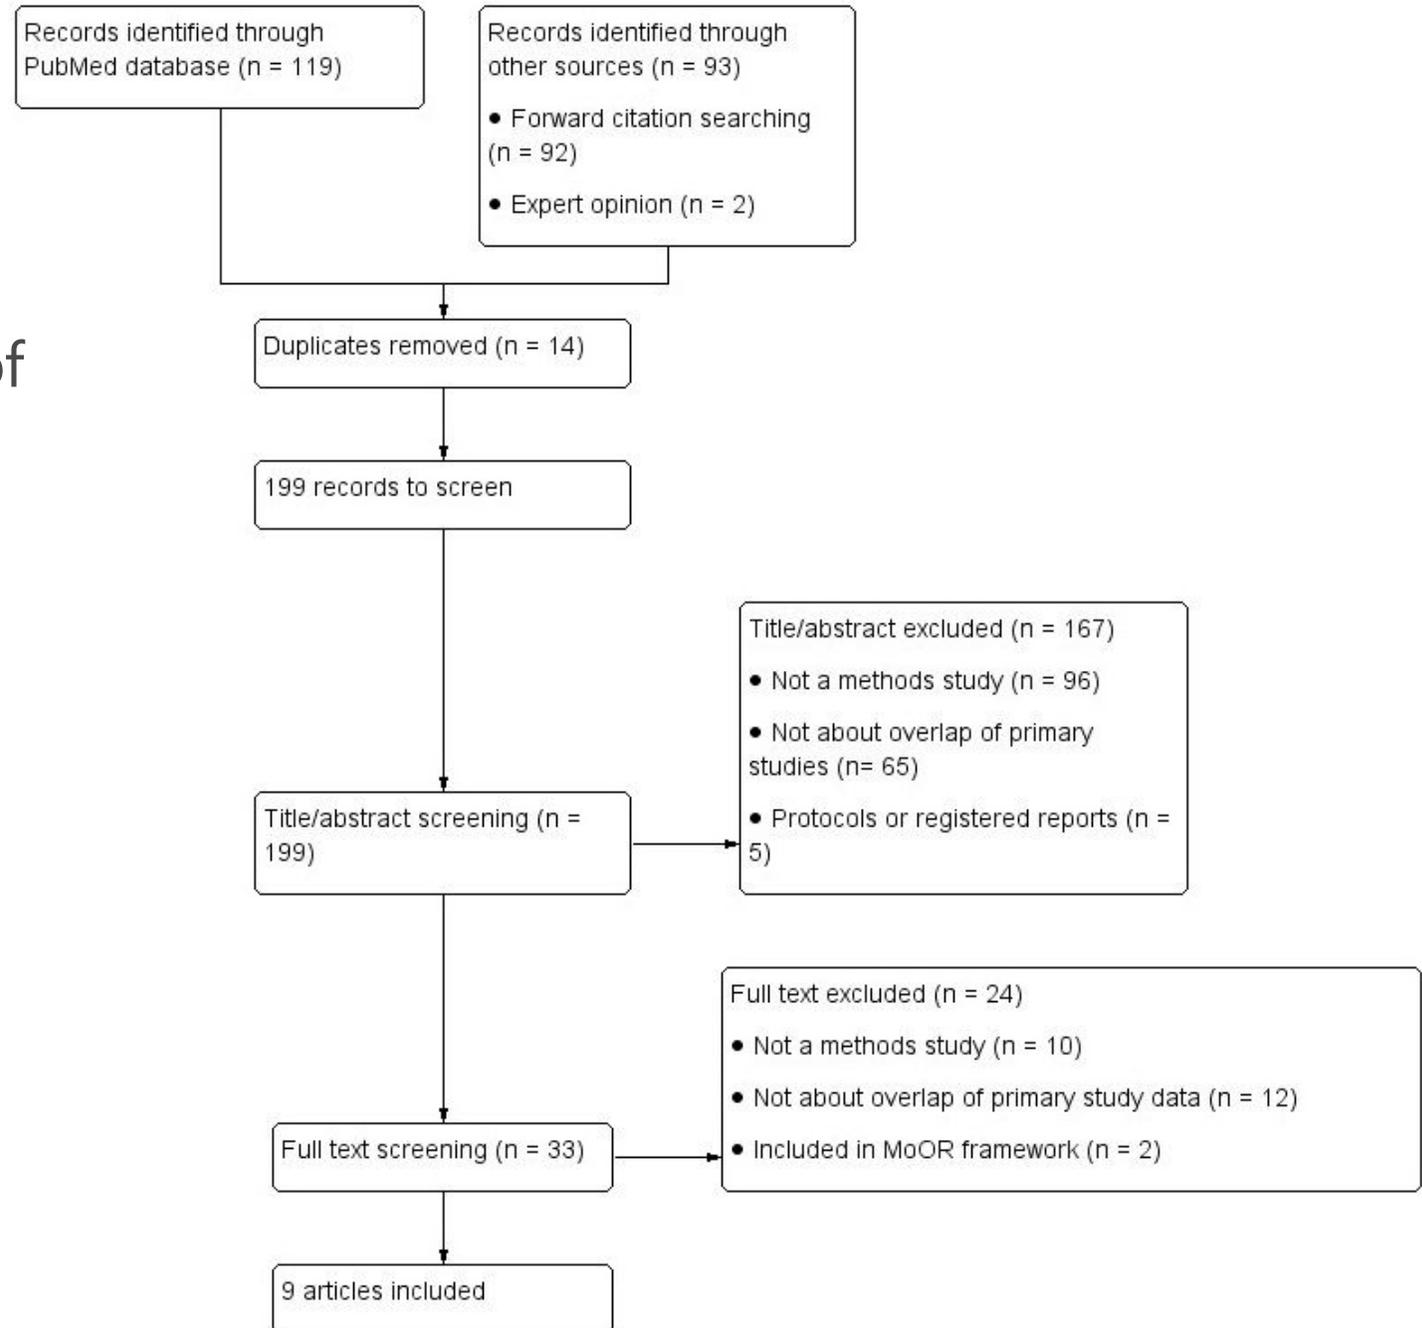 Records identified through
PubMed database (n = 119)
Records identified through
other sources (n = 93)
● Forward citation searching
(n = 92)
● Expert opinion (n = 2)
of
Duplicates removed (n = 14)
199 records to screen
Title/abstract excluded (n = 167)
● Not a methods study (n = 96)
● Not about overlap of primary
studies (n= 65)
● Protocols or registered reports (n =
5)
Title/abstract screening (n =
199)
Full text excluded (n = 24)
● Not a methods study (n = 10)
● Not about overlap of primary study data (n = 12)
● Included in MoOR framework (n = 2)
Full text screening (n = 33)
9 articles included